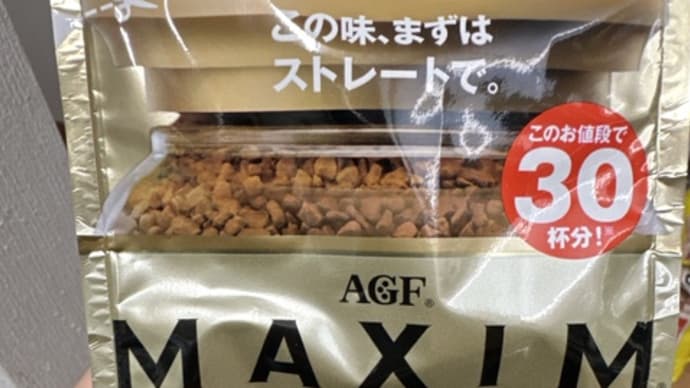 この味、まずは
ストレートで。
このお値段で
30
杯分!※
AGF®
MAXIM®